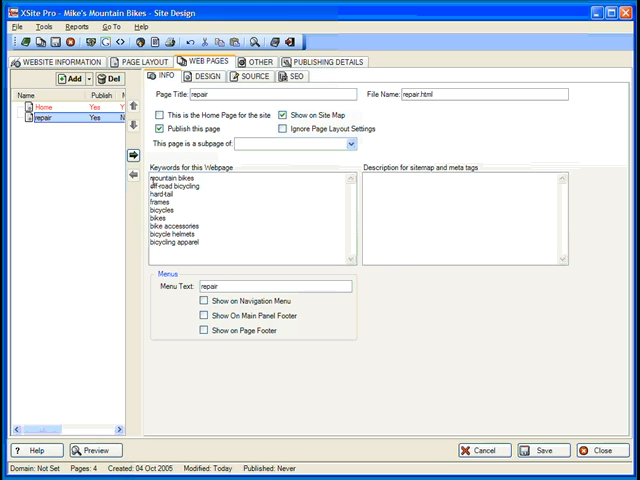 XSite Pro - Mike's Mountain Bikes - Site Design
File Tools Reports Go To Help
WEBSITE INFORMATION PAGE LAYOUT WEB PAGES OTHER PUBLISHING DETAILS
Add Del
INFO DESIGN SOURCE SEO
Name Publish N
Home Yes Y
repair Yes N
Page Title: repair File Name: repair.html
This is the Home Page for the site Show on Site Map
Publish this page Ignore Page Layout Settings
This page is a subpage of:
Keywords for this Webpage Description for sitemap and meta tags
mountain bikes
off-road bicycling
hard-tail
frames
bicycles
bikes
bike accessories
bicycle helmets
bicycling apparel
Menus
Menu Text: repair
Show on Navigation Menu
Show On Main Panel Footer
Show on Page Footer
? Help Preview Cancel Save Close
Domain: Not Set Pages: 4 Created: 04 Oct 2005 Modified: Today Published: Never